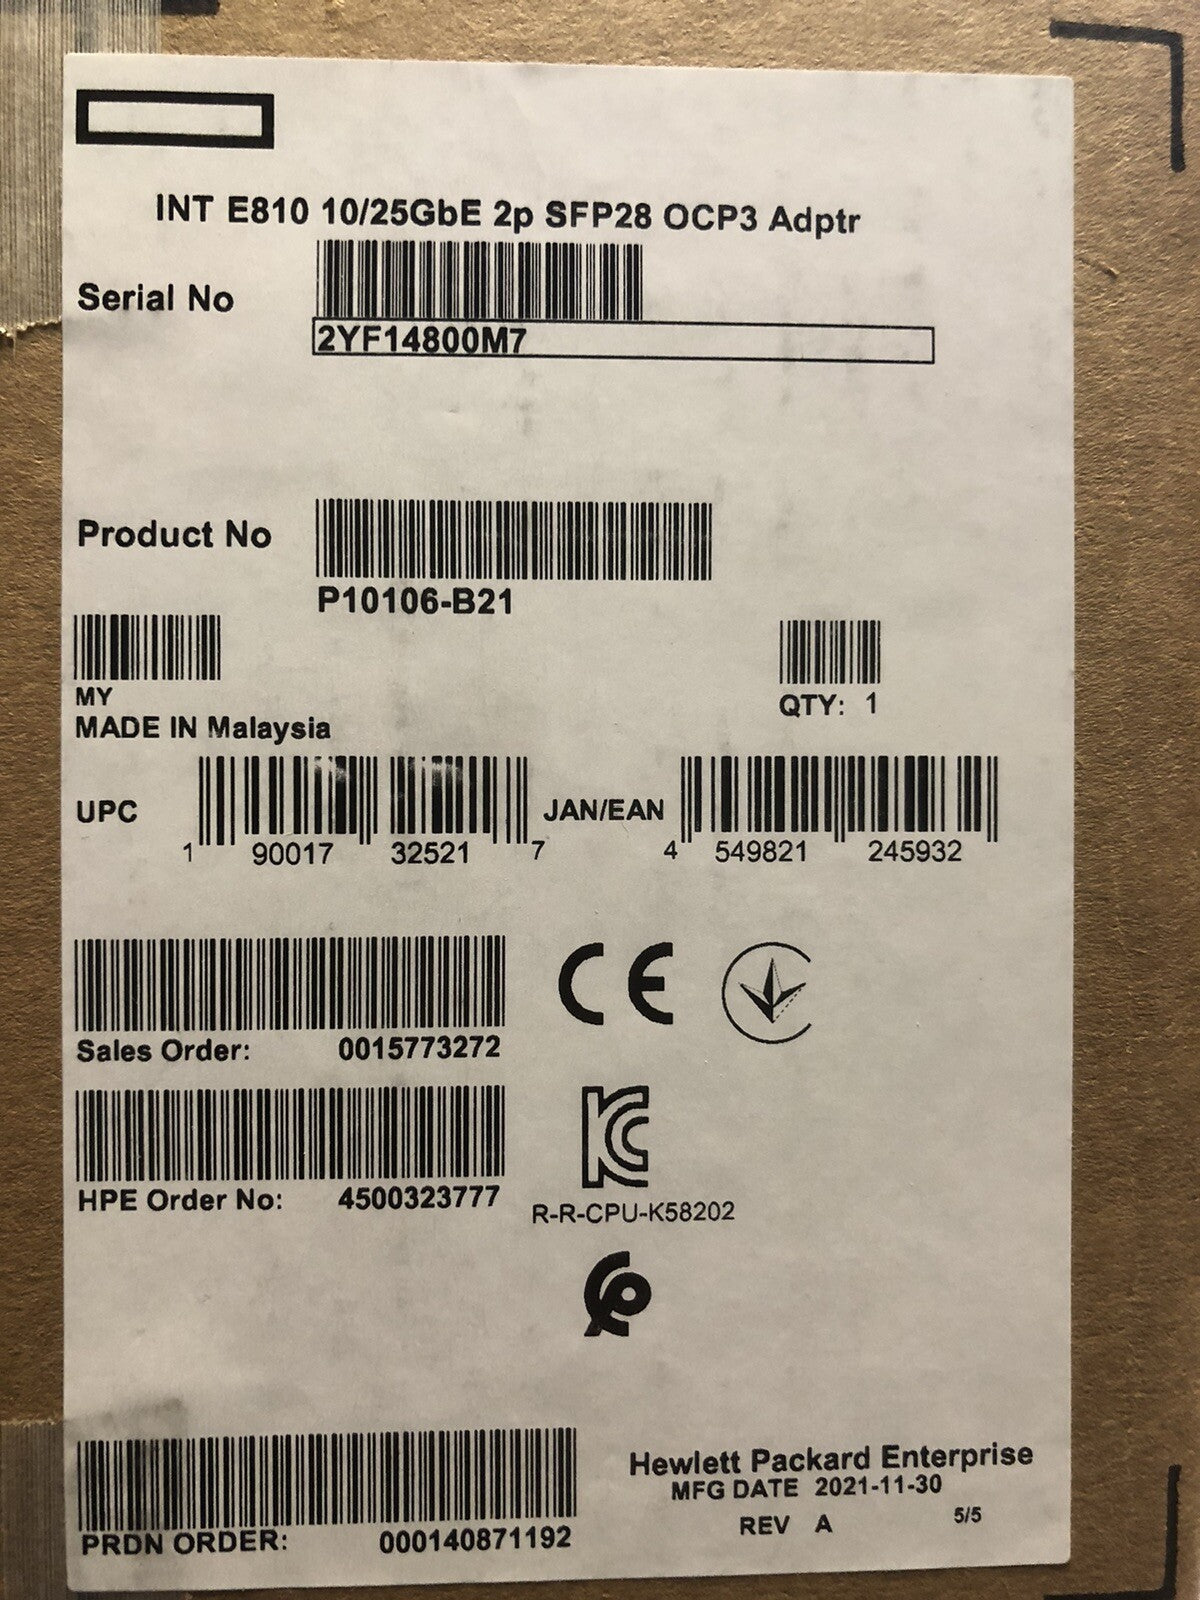 INT E810 10/25GbE 2p SFP28 OCP3 Adptr
Serial No
2YF14800M7
Product No
P10106-B21
MY
QTY: 1
MADE IN Malaysia
UPC
1 90017 32521 7
JAN/EAN
4 549821 245932
CE
Sales Order: 0015773272
HPE Order No: 4500323777
R-R-CPU-K58202
Hewlett Packard Enterprise
MFG DATE 2021-11-30
REV A 5/5
PRDN ORDER: 000140871192